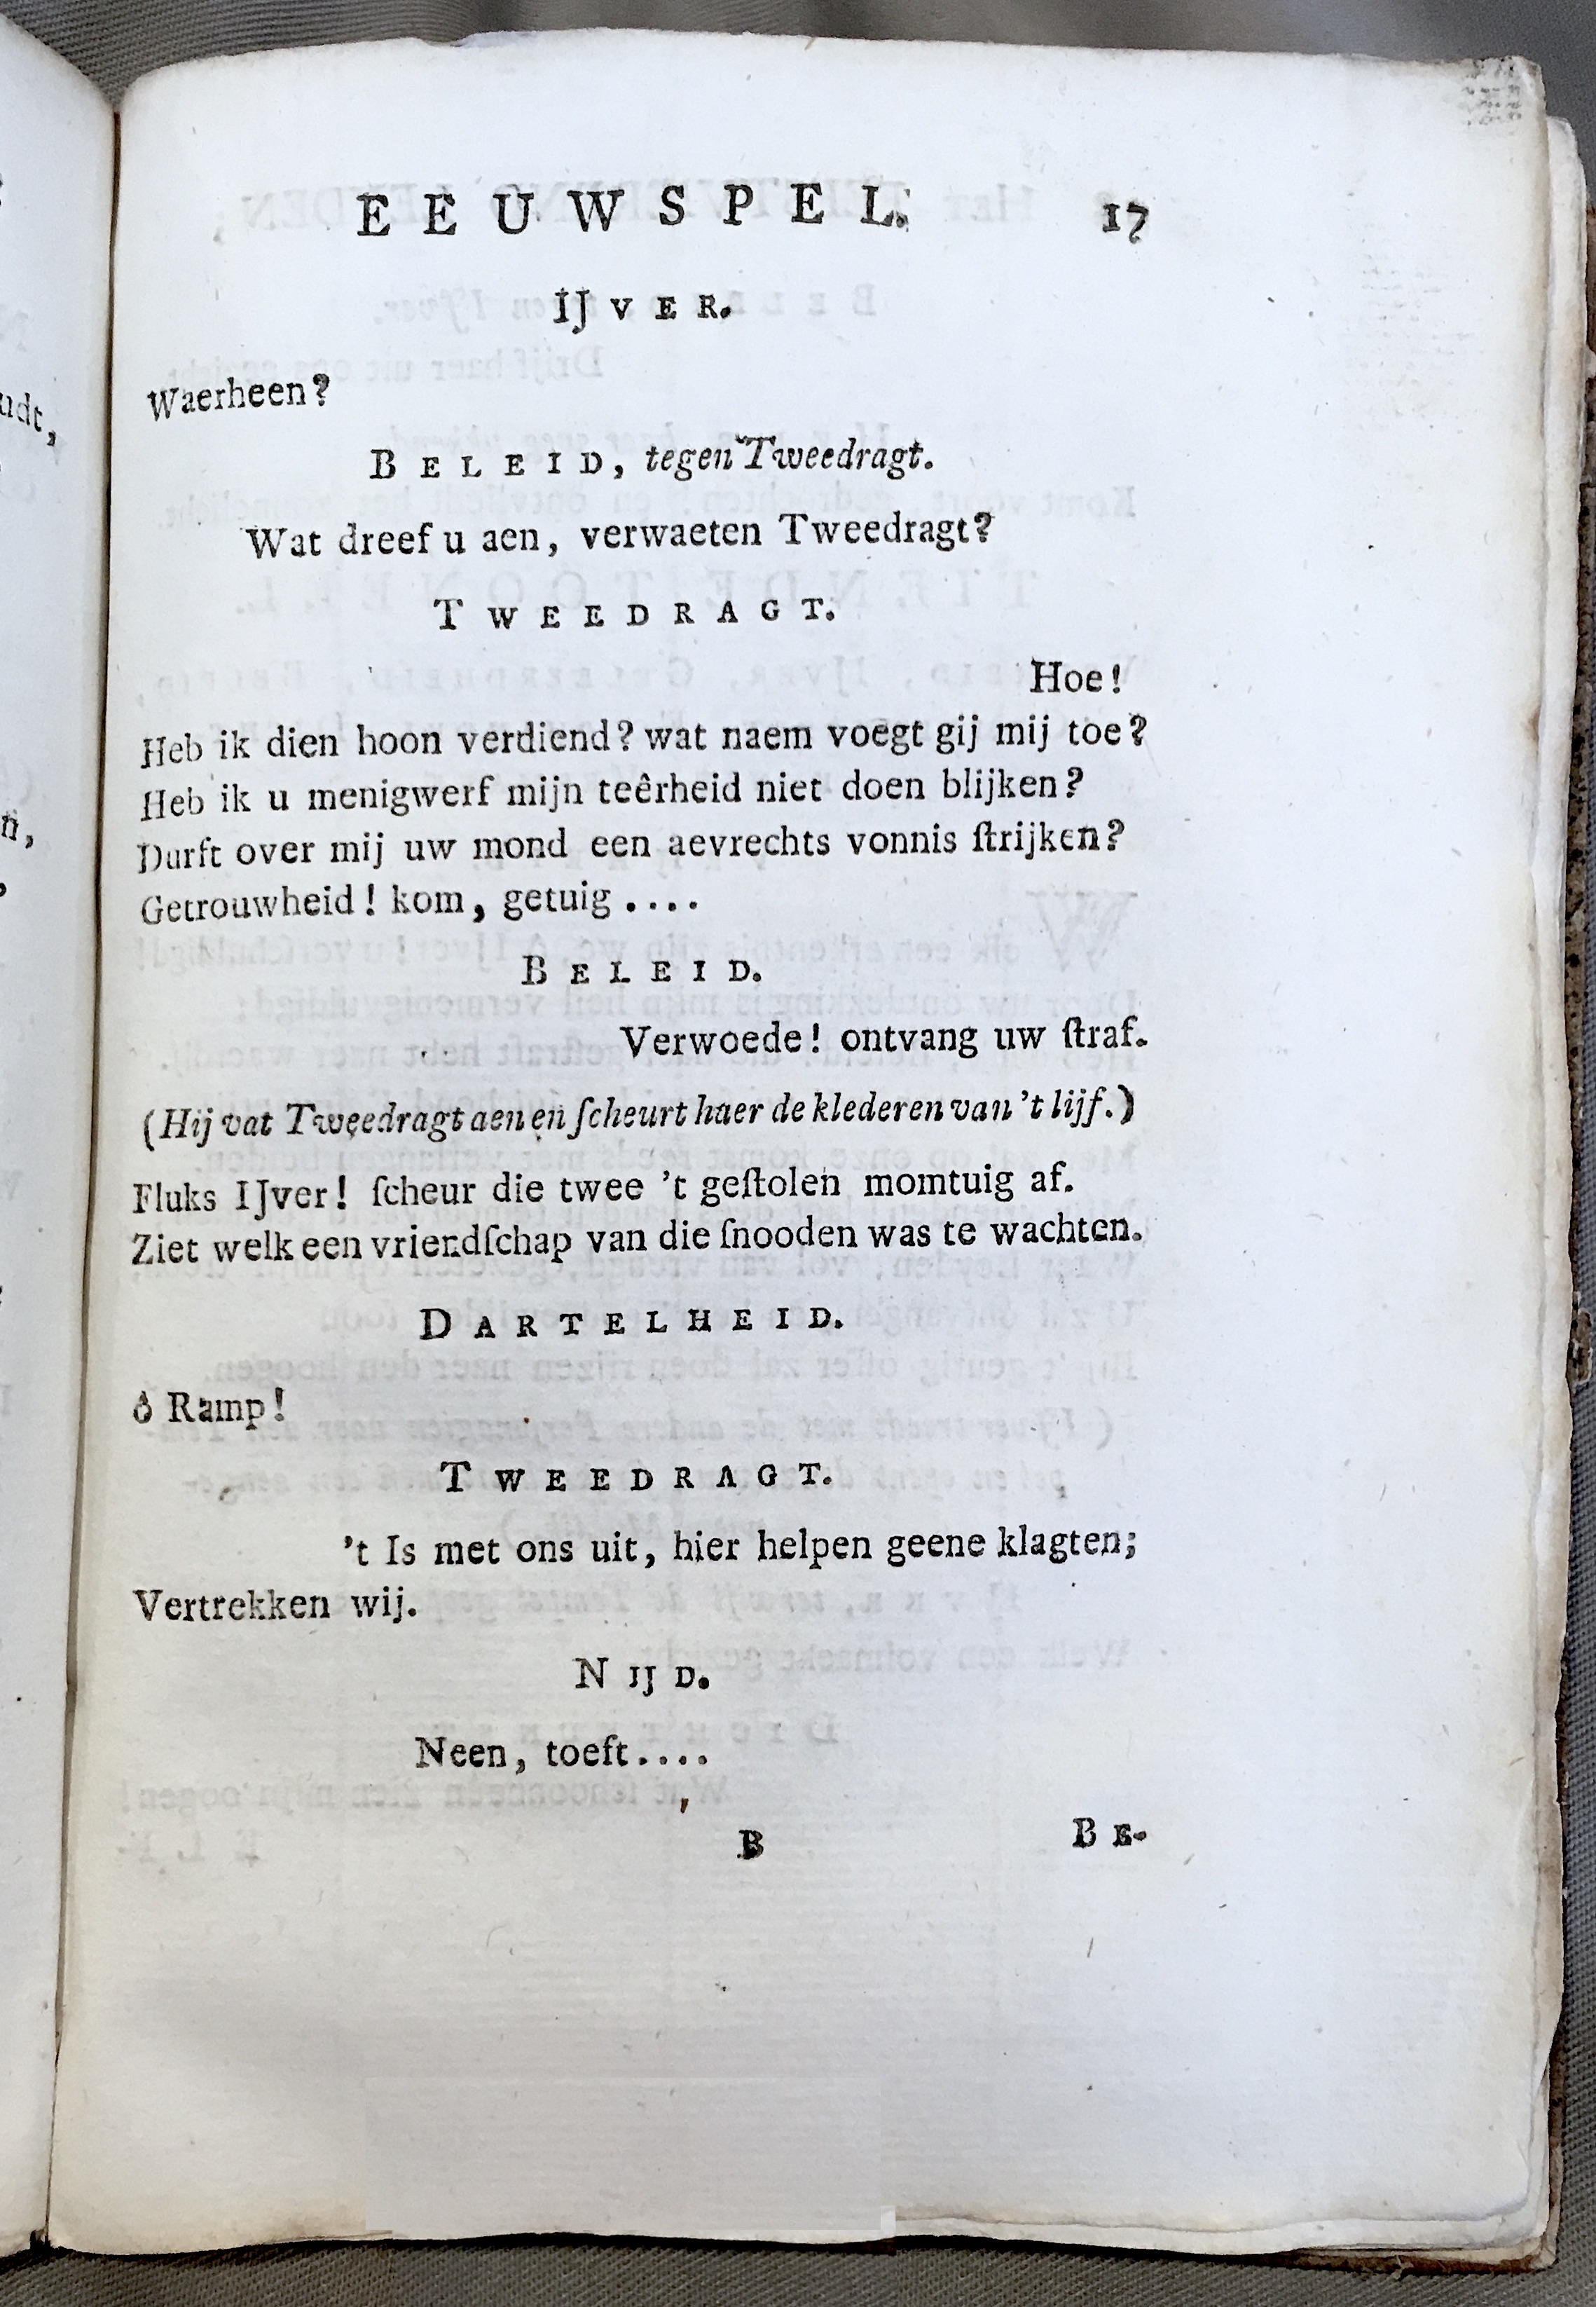 EEUWSPEL. 17
IJVER.
Waerheen?
BELEID, tegen Tweedragt.
Wat dreef u aen, verwaeten Tweedragt?
TWEEDRAGT.
Hoe!
Heb ik dien hoon verdiend? wat naem voegt gij mij toe?
Heb ik u menigwerf mijn teêrheid niet doen blijken?
Durft over mij uw mond een aevrechts vonnis ſtrijken?
Getrouwheid! kom, getuig ....
BELEID.
Verwoede! ontvang uw ſtraf.
(Hij vat Tweedragt aen en ſcheurt haer de klederen van 't lijf.)
Fluks IJver! ſcheur die twee 't geſtolen momtuig af.
Ziet welk een vriendſchap van die ſnooden was te wachten.
DARTELHEID.
ô Ramp!
TWEEDRAGT.
't Is met ons uit, hier helpen geene klagten;
Vertrekken wij.
NIJD.
Neen, toeft....
B BE-
udt,
n,